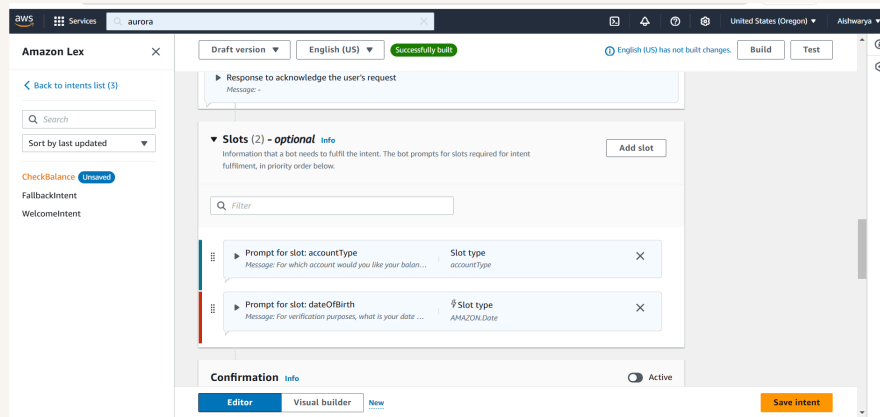 aws Services aurora United States (Oregon) Aishwarya
Amazon Lex
Draft version English (US) Successfully built English (US) has not built changes. Build Test
Back to intents list (3)
Search
Sort by last updated
CheckBalance Unsaved
FallbackIntent
WelcomeIntent
Response to acknowledge the user's request
Message: -
Slots (2) - optional Info
Information that a bot needs to fulfil the intent. The bot prompts for slots required for intent
fulfilment, in priority order below.
Add slot
Filter
Prompt for slot: accountType Slot type
Message: For which account would you like your balan... accountType
Prompt for slot: dateOfBirth Slot type
Message: For verification purposes, what is your date ... AMAZON.Date
Confirmation Info Active
Editor Visual builder New Save intent